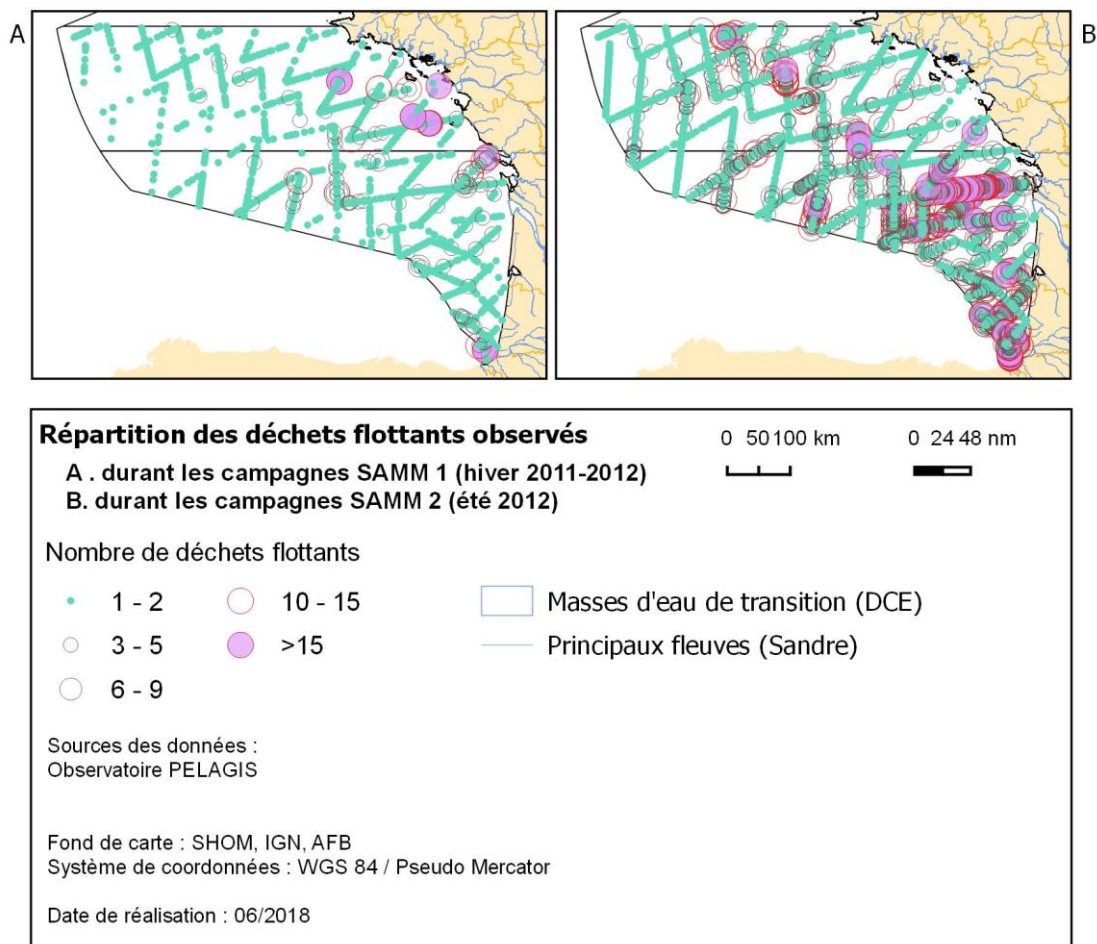 A
B
Répartition des déchets flottants observés
A . durant les campagnes SAMM 1 (hiver 2011-2012)
B. durant les campagnes SAMM 2 (été 2012)
0 50 100 km
0 24 48 nm
Nombre de déchets flottants
1 - 2
3 - 5
6 - 9
10 - 15
>15
Masses d'eau de transition (DCE)
Principaux fleuves (Sandre)
Sources des données :
Observatoire PELAGIS
Fond de carte : SHOM, IGN, AFB
Système de coordonnées : WGS 84 / Pseudo Mercator
Date de réalisation : 06/2018